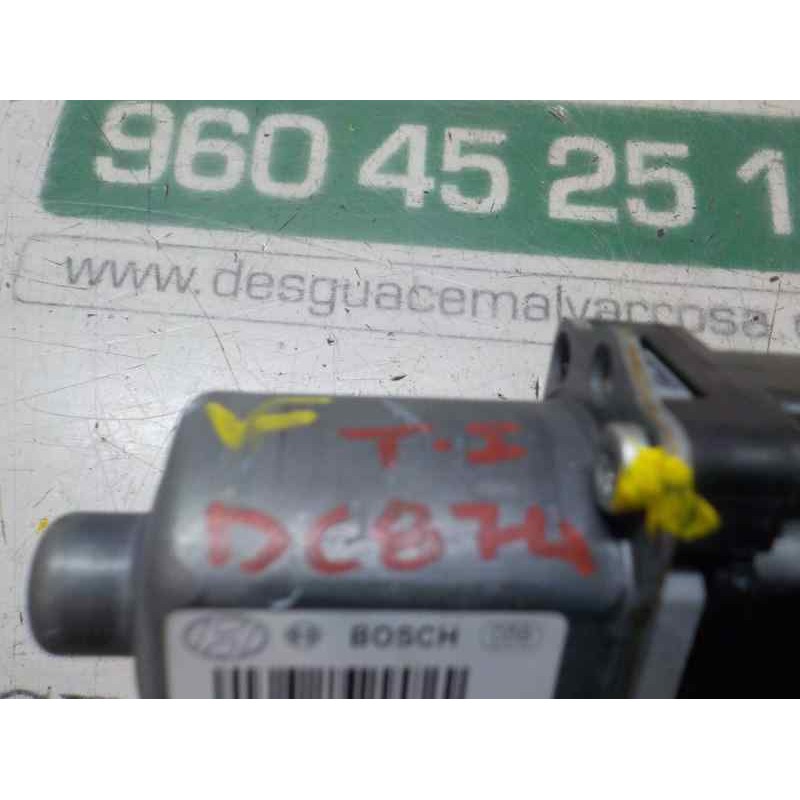 960 45 25 1
www.desguacemalvarrosa.
T-I
DC874
BOSCH